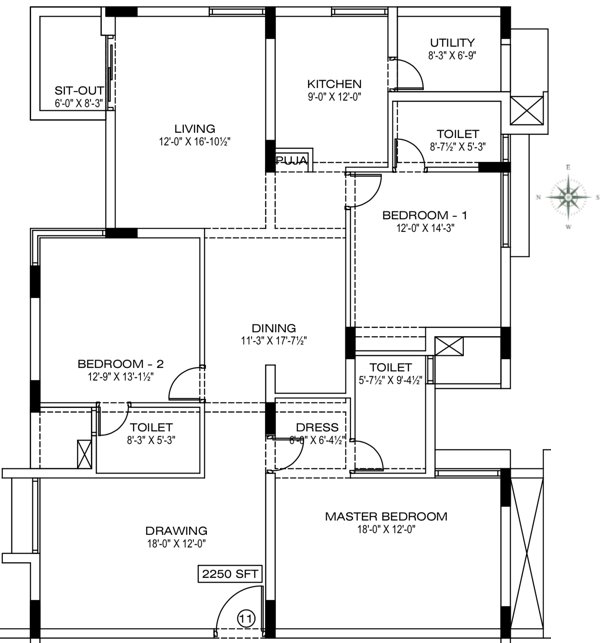 UTILITY
8'-3" X 6'-9"
SIT-OUT
6'-0" X 8'-3"
KITCHEN
9'-0" X 12'-0"
LIVING
12'-0" X 16'-10½"
TOILET
8'-7½" X 5'-3"
PUJA
E
N
S
W
BEDROOM - 1
12'-0" X 14'-3"
DINING
11'-3" X 17'-7½"
BEDROOM - 2
12'-9" X 13'-1½"
TOILET
5'-7½" X 9'-4½"
TOILET
8'-3" X 5'-3"
DRESS
6'-0" X 6'-4½"
DRAWING
18'-0" X 12'-0"
MASTER BEDROOM
18'-0" X 12'-0"
2250 SFT
11